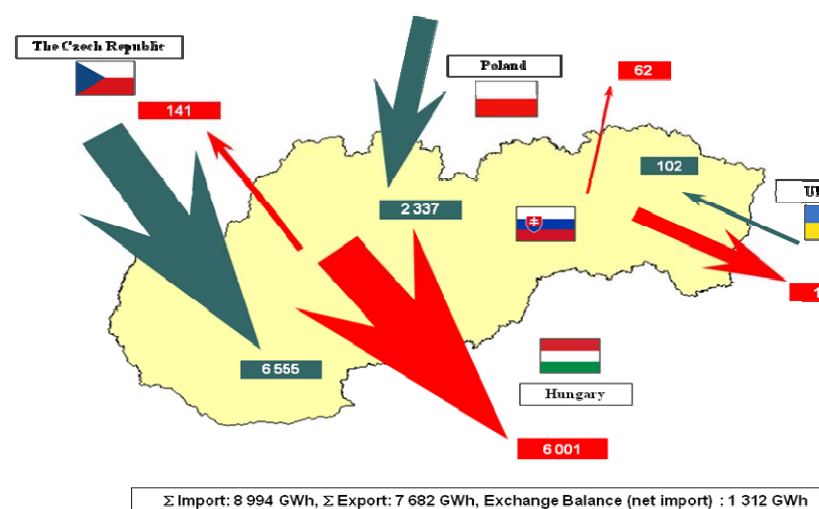 The Czech Republic
Poland
62
141
102
2 337
6 555
Hungary
6 001
Σ Import: 8 994 GWh, Σ Export: 7 682 GWh, Exchange Balance (net import) : 1 312 GWh